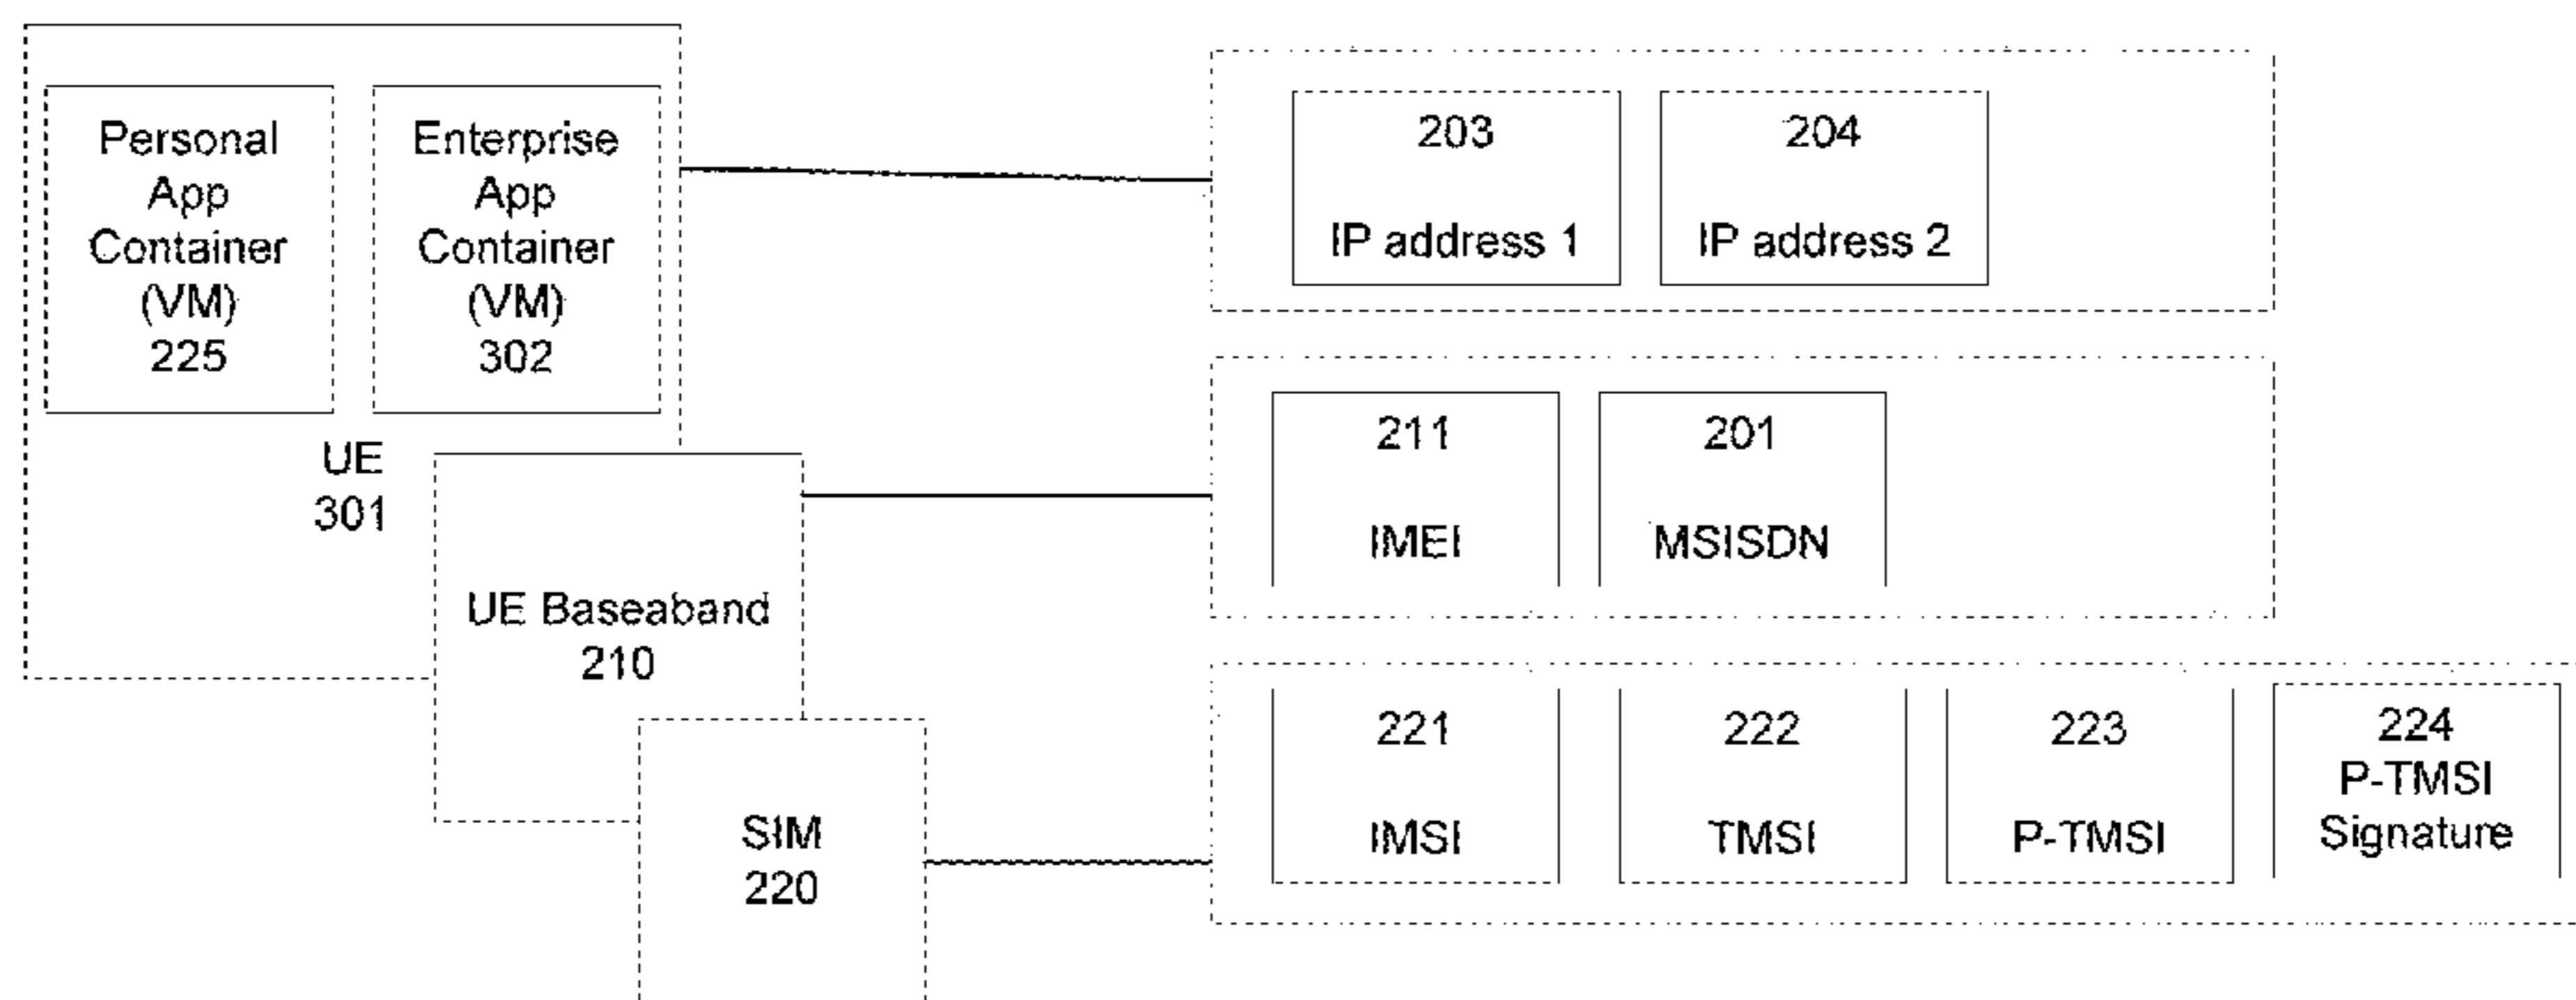 Personal
App
Container
(VM)
225
Enterprise
App
Container
(VM)
302
UE
301
UE Baseaband
210
SIM
220
203
IP address 1
204
IP address 2
211
IMEI
201
MSISDN
221
IMSI
222
TMSI
223
P-TMSI
224
P-TMSI
Signature